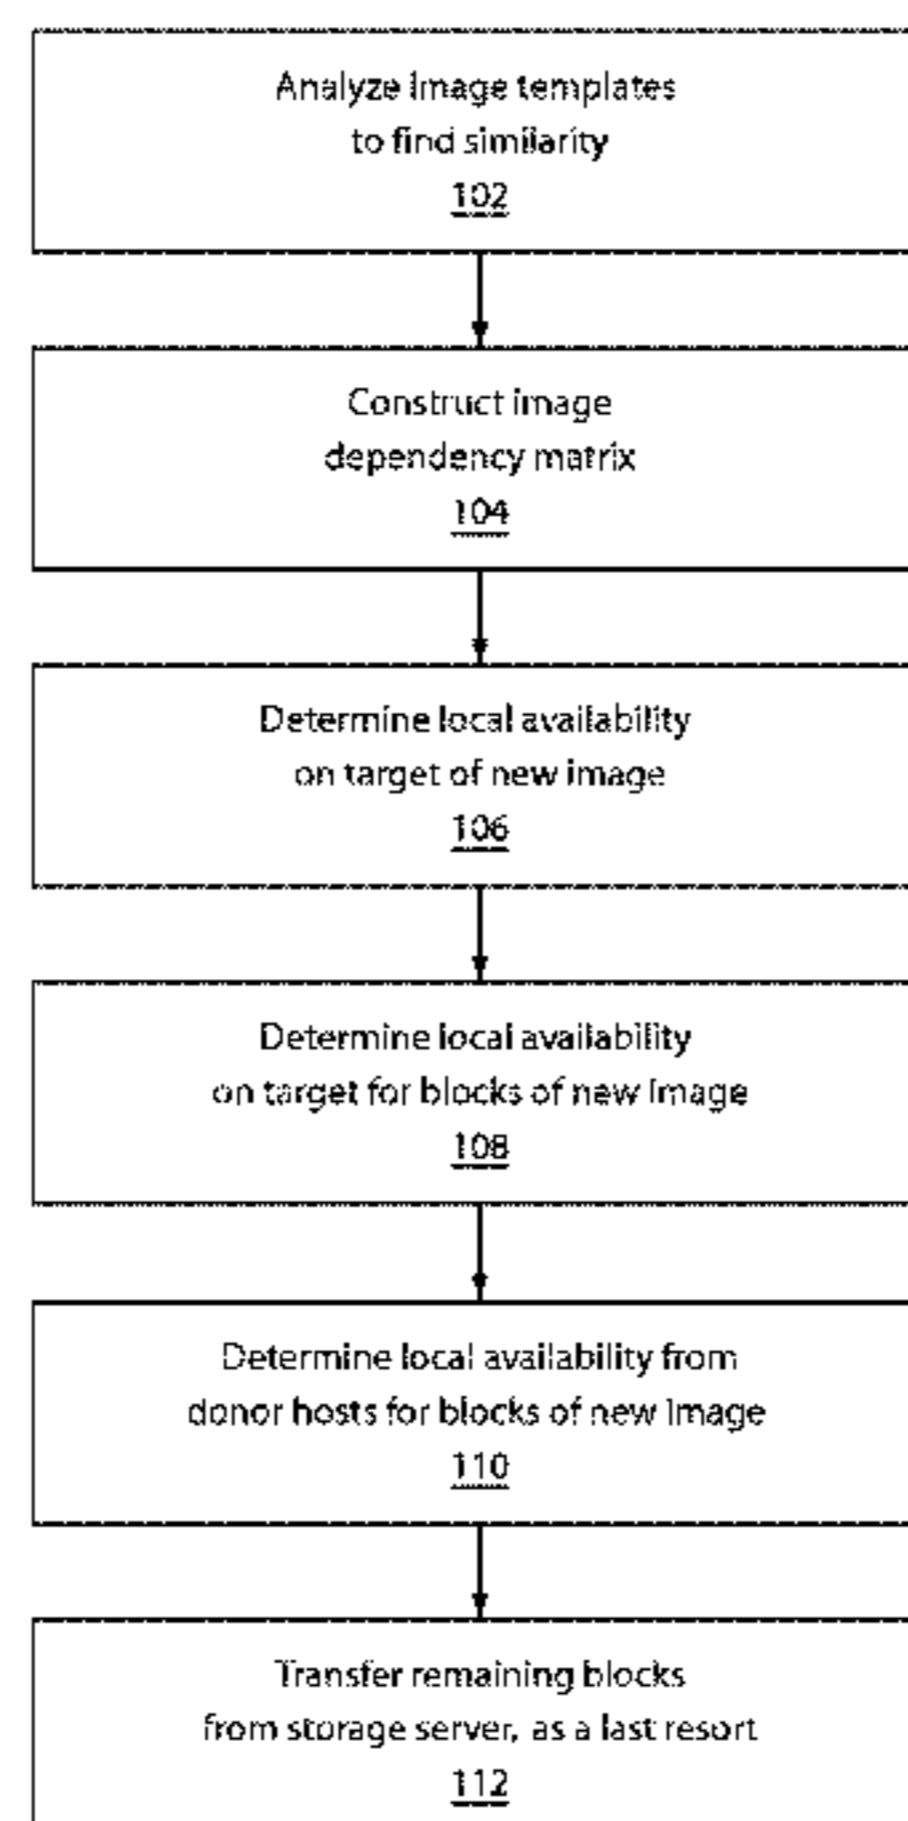 Analyze image templates
to find similarity
102
Construct image
dependency matrix
104
Determine local availability
on target of new image
106
Determine local availability
on target for blocks of new image
108
Determine local availability from
donor hosts for blocks of new image
110
Transfer remaining blocks
from storage server, as a last resort
112